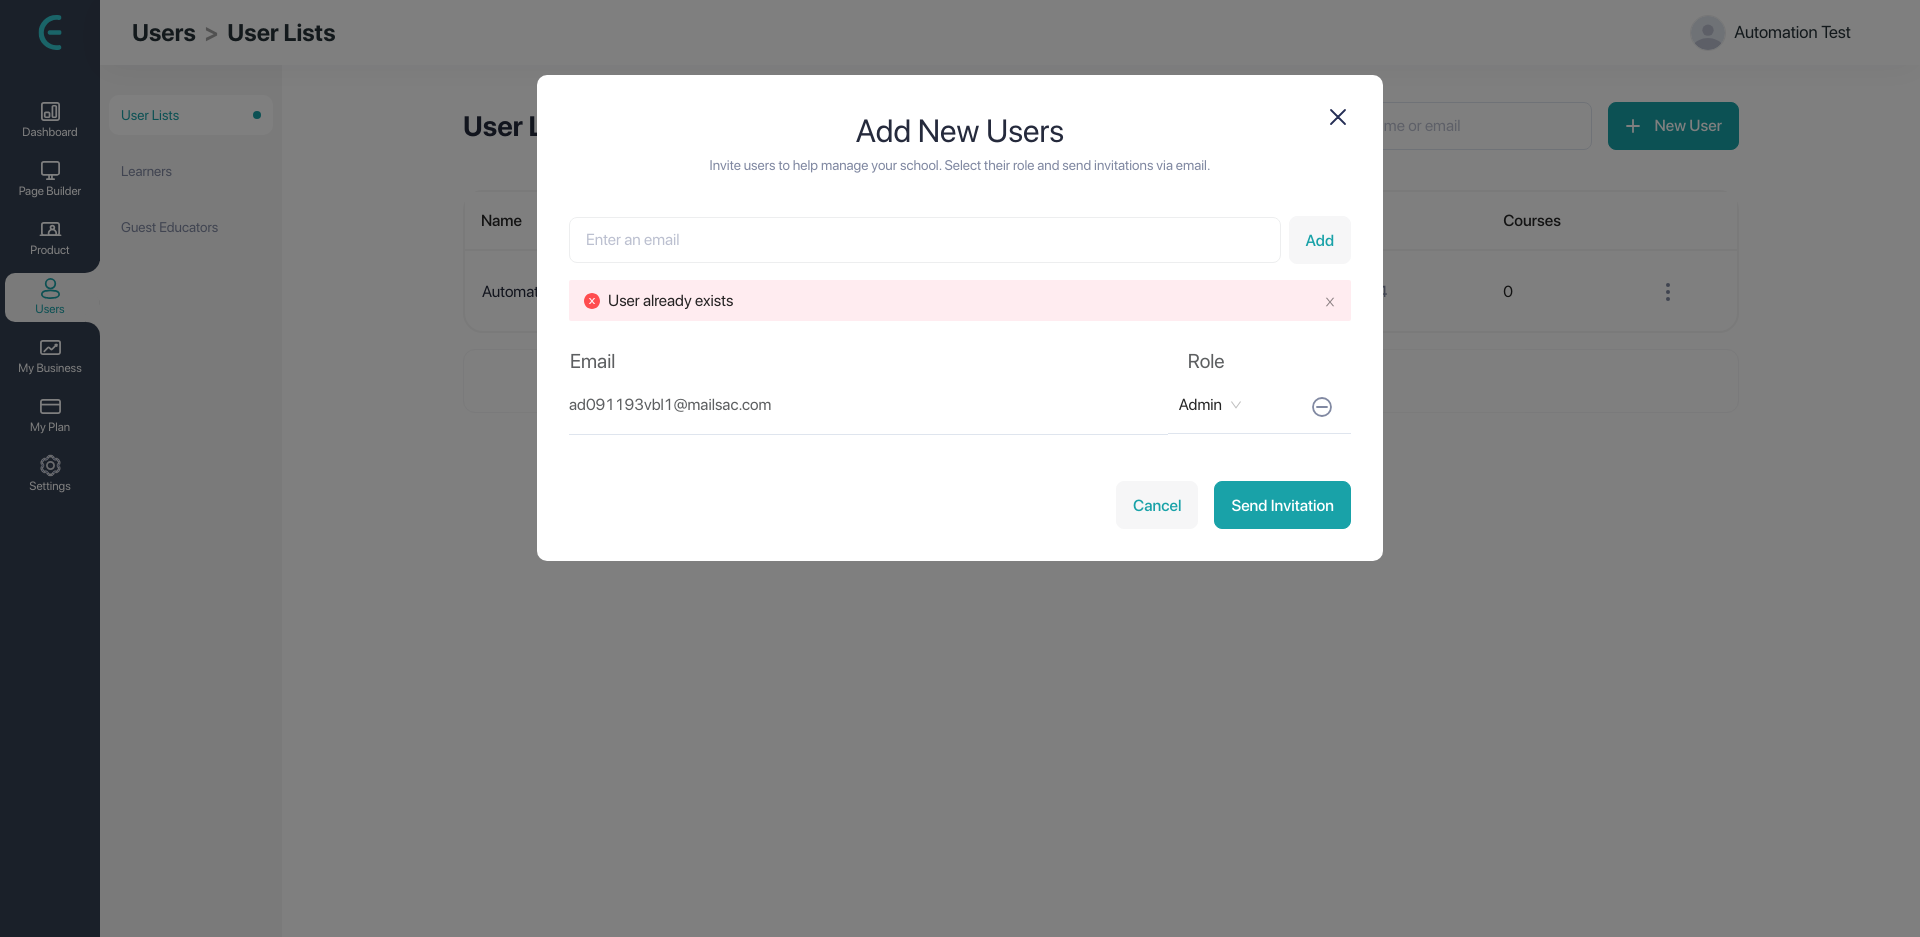 Users > User Lists
Automation Test
Dashboard
Page Builder
Product
Users
My Business
My Plan
Settings
User Lists
Learners
Guest Educators
User L
me or email
New User
Name
Courses
Automat
0
Add New Users
Invite users to help manage your school. Select their role and send invitations via email.
Enter an email
Add
User already exists
Email Role
ad091193vbl1@mailsac.com Admin
Cancel
Send Invitation